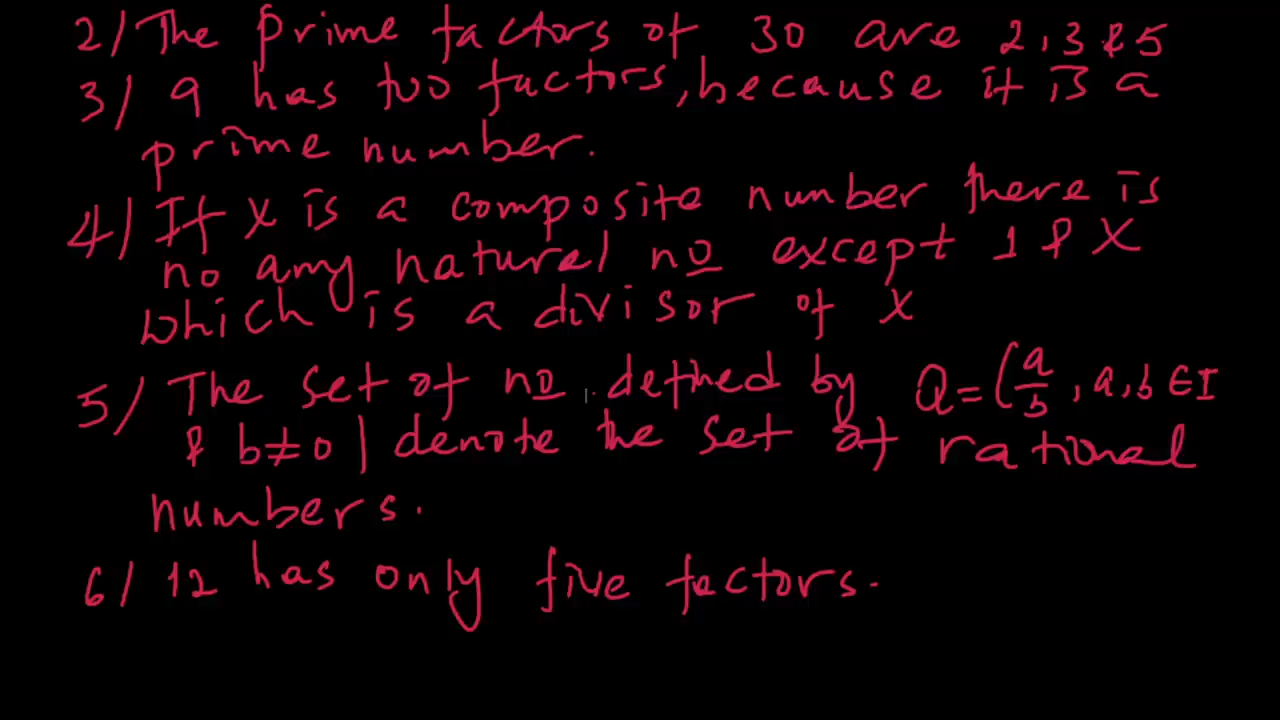 2/ The prime factors of 30 are 2, 3 & 5
3/ 9 has two factors, because it is a
prime number.
4/ If x is a composite number there is
no any natural no except 1 & X
which is a divisor of x
5/ The set of no. defined by Q = (a/b, a, b ∈ I
& b ≠ 0) denote the set of rational
numbers.
6/ 12 has only five factors.